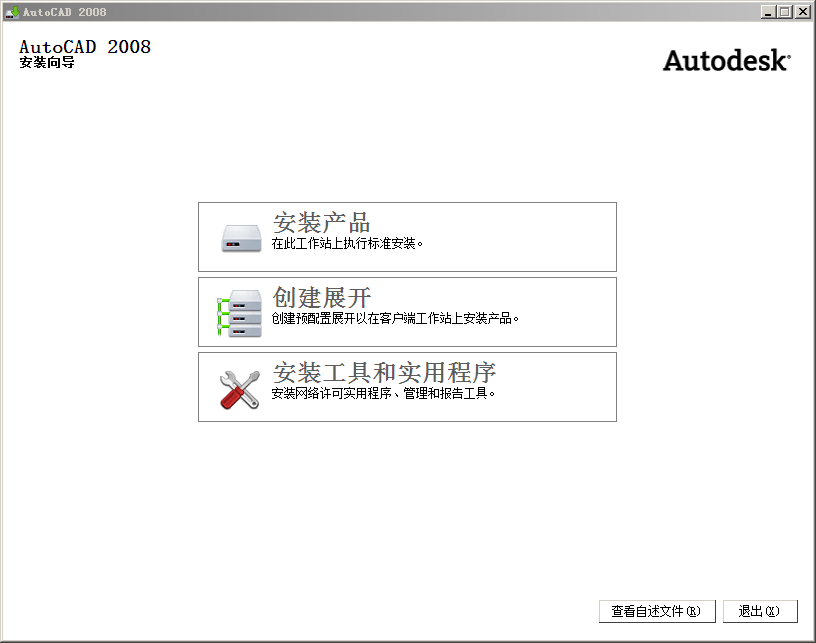 AutoCAD 2008
AutoCAD 2008
安装向导
Autodesk®
安装产品
在此工作站上执行标准安装。
创建展开
创建预配置展开以在客户端工作站上安装产品。
安装工具和实用程序
安装网络许可实用程序、管理和报告工具。
查看自述文件(R)
退出(X)